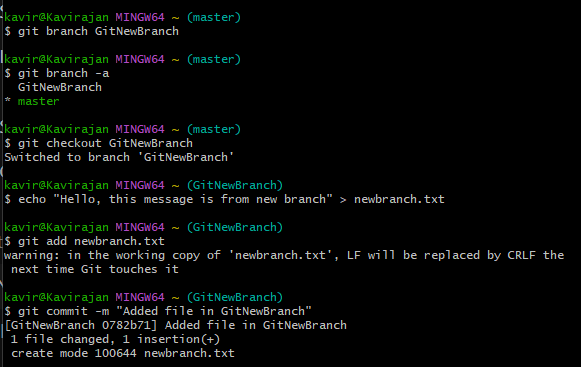 kavir@Kavirajan MINGW64 ~ (master)
$ git branch GitNewBranch
kavir@Kavirajan MINGW64 ~ (master)
$ git branch -a
  GitNewBranch
* master
kavir@Kavirajan MINGW64 ~ (master)
$ git checkout GitNewBranch
Switched to branch 'GitNewBranch'
kavir@Kavirajan MINGW64 ~ (GitNewBranch)
$ echo "Hello, this message is from new branch" > newbranch.txt
kavir@Kavirajan MINGW64 ~ (GitNewBranch)
$ git add newbranch.txt
warning: in the working copy of 'newbranch.txt', LF will be replaced by CRLF the
 next time Git touches it
kavir@Kavirajan MINGW64 ~ (GitNewBranch)
$ git commit -m "Added file in GitNewBranch"
[GitNewBranch 0782b71] Added file in GitNewBranch
 1 file changed, 1 insertion(+)
 create mode 100644 newbranch.txt